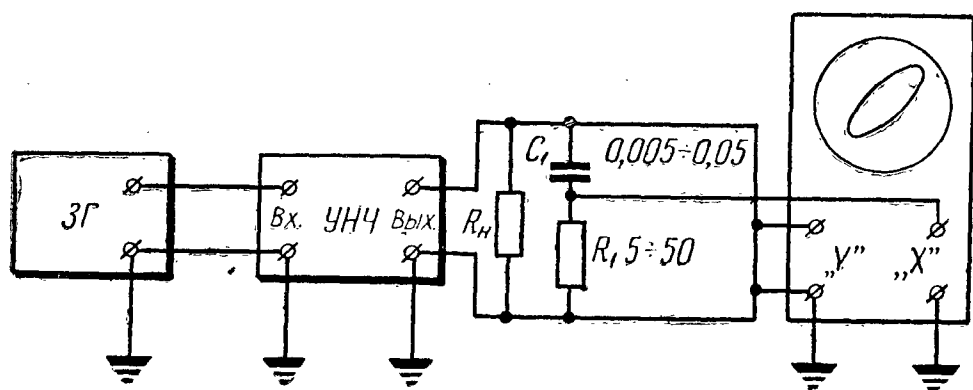 ЗГ
Вх. УНЧ Вых.
Rн
C₁ 0,005÷0,05
R₁ 5÷50
„Y” „X”